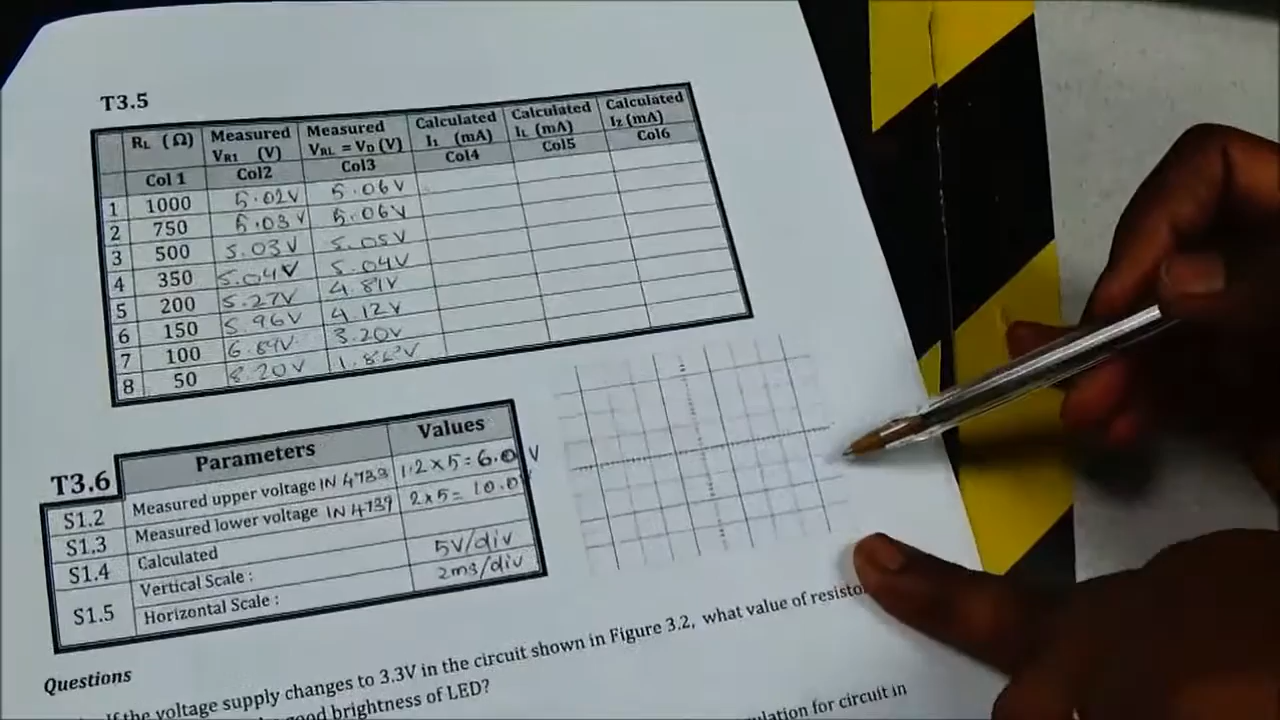 T3.5
RL (Ω) Measured VR1 (V) Measured VRL = VD (V) Calculated I1 (mA) Calculated IL (mA) Calculated IZ (mA)
Col 1 Col2 Col3 Col4 Col5 Col6
1 1000 5.02V 5.06V
2 750 5.03V 5.06V
3 500 5.03V 5.05V
4 350 5.04V 5.04V
5 200 5.27V 4.81V
6 150 5.96V 4.12V
7 100 6.84V 3.20V
8 50 8.20V
T3.6 Parameters Values
S1.2 Measured upper voltage IN 4733 1.2×5=6.0V
S1.3 Measured lower voltage IN 4739 2×5= 10.0
S1.4 Calculated
S1.5 Vertical Scale : 5V/div
Horizontal Scale : 2ms/div
Questions
If the voltage supply changes to 3.3V in the circuit shown in Figure 3.2, what value of
good brightness of LED?
for circuit in